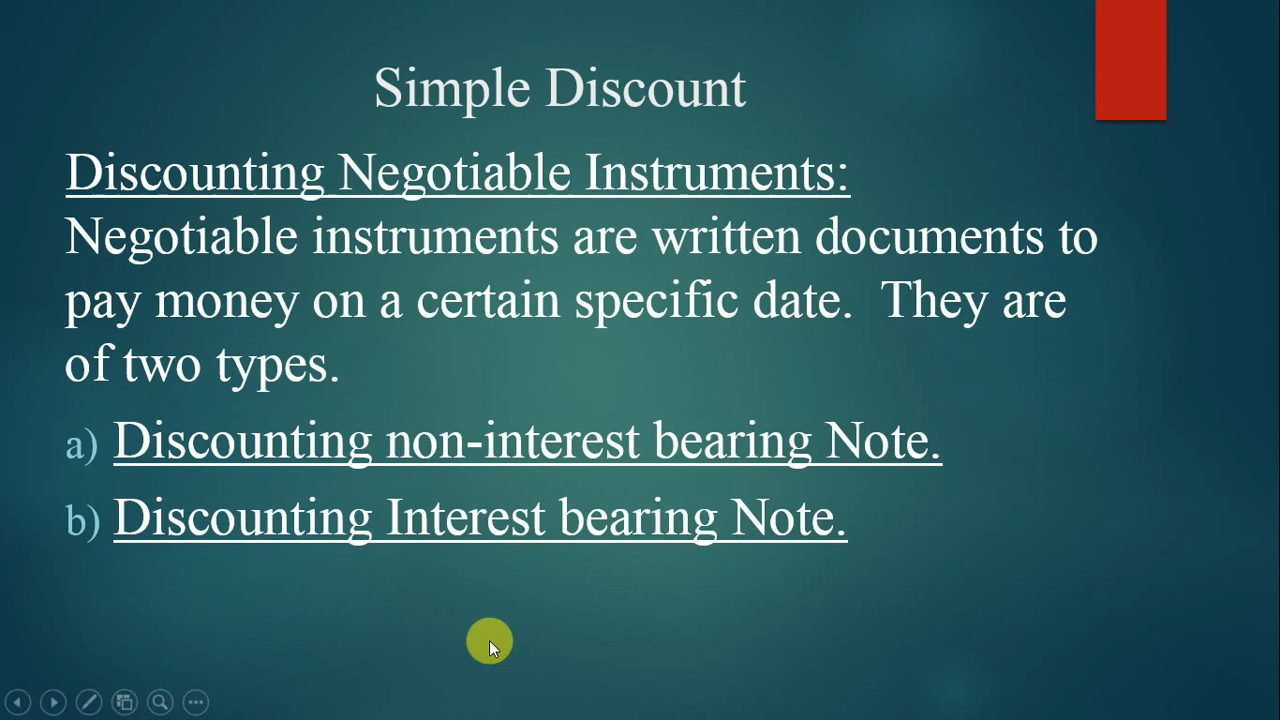 Simple Discount
Discounting Negotiable Instruments:
Negotiable instruments are written documents to
pay money on a certain specific date.  They are
of two types.
a) Discounting non-interest bearing Note.
b) Discounting Interest bearing Note.